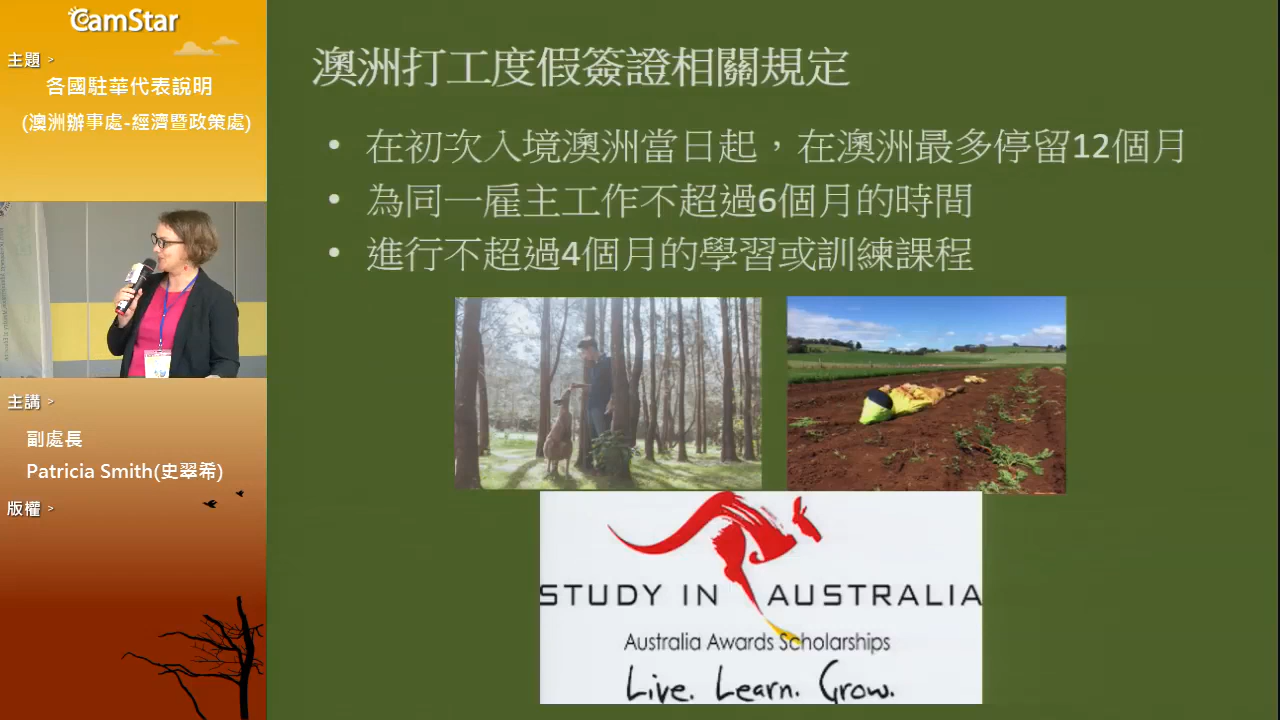 CamStar
主題 >
各國駐華代表說明
(澳洲辦事處-經濟暨政策處)
主講 >
副處長
Patricia Smith(史翠希)
版權 >
澳洲打工度假簽證相關規定
• 在初次入境澳洲當日起，在澳洲最多停留12個月
• 為同一雇主工作不超過6個月的時間
• 進行不超過4個月的學習或訓練課程
STUDY IN AUSTRALIA
Australia Awards Scholarships
Live. Learn. Grow.